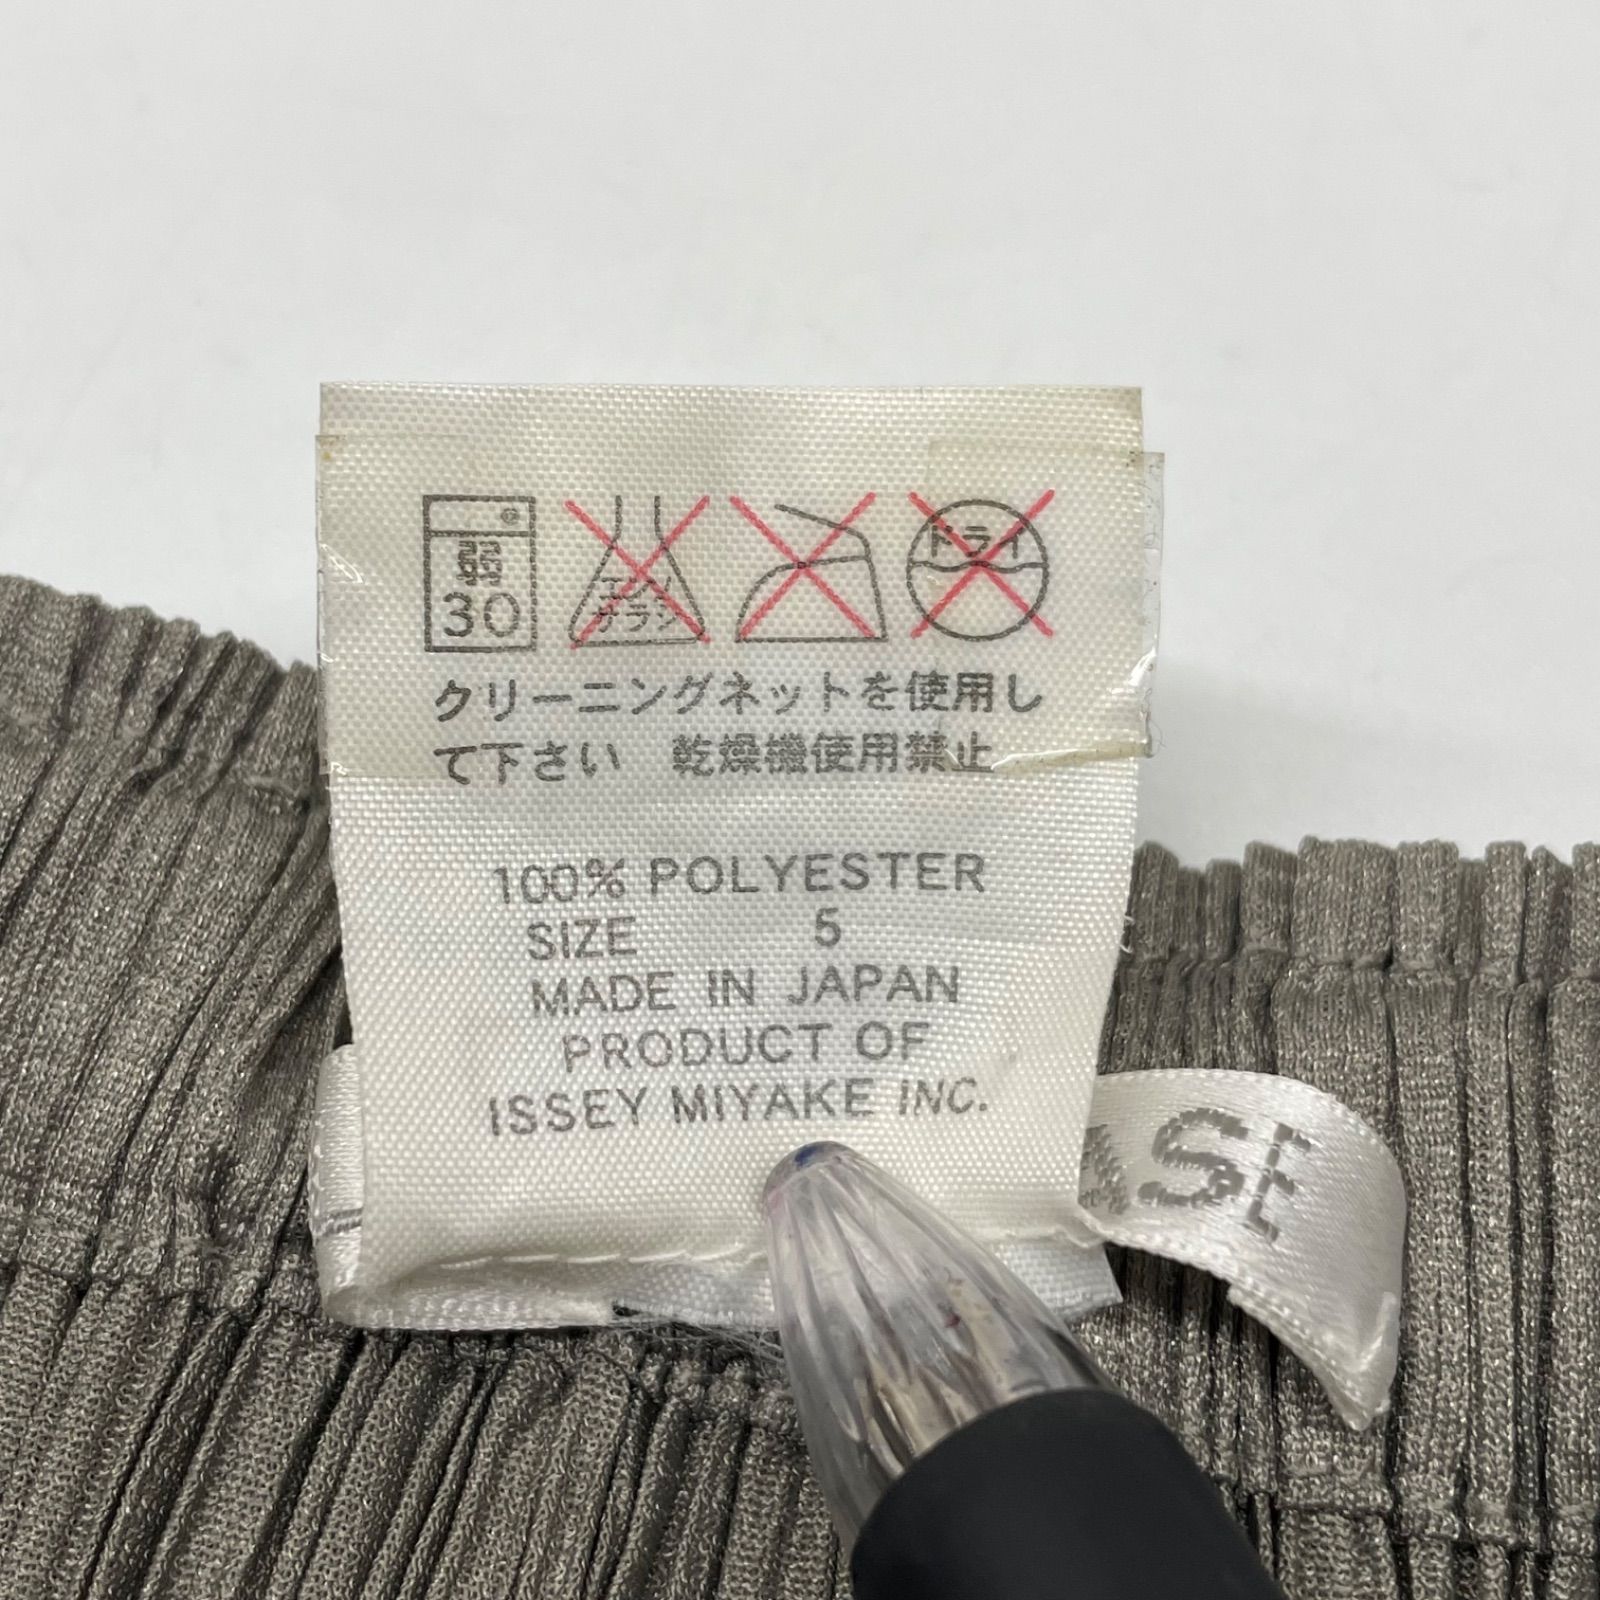 弱
30
エンソ
サラシ
ドライ
クリーニングネットを使用し
て下さい 乾燥機使用禁止
100% POLYESTER
SIZE 5
MADE IN JAPAN
PRODUCT OF
ISSEY MIYAKE INC.